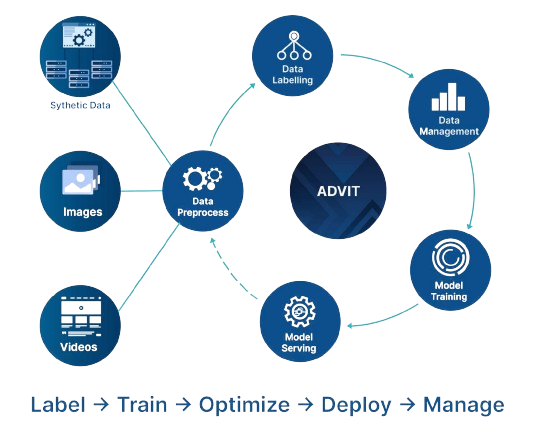 Sythetic Data
Images
Videos
Data
Preprocess
Data
Labelling
Data
Management
Model
Training
Model
Serving
ADVIT
Label → Train → Optimize → Deploy → Manage